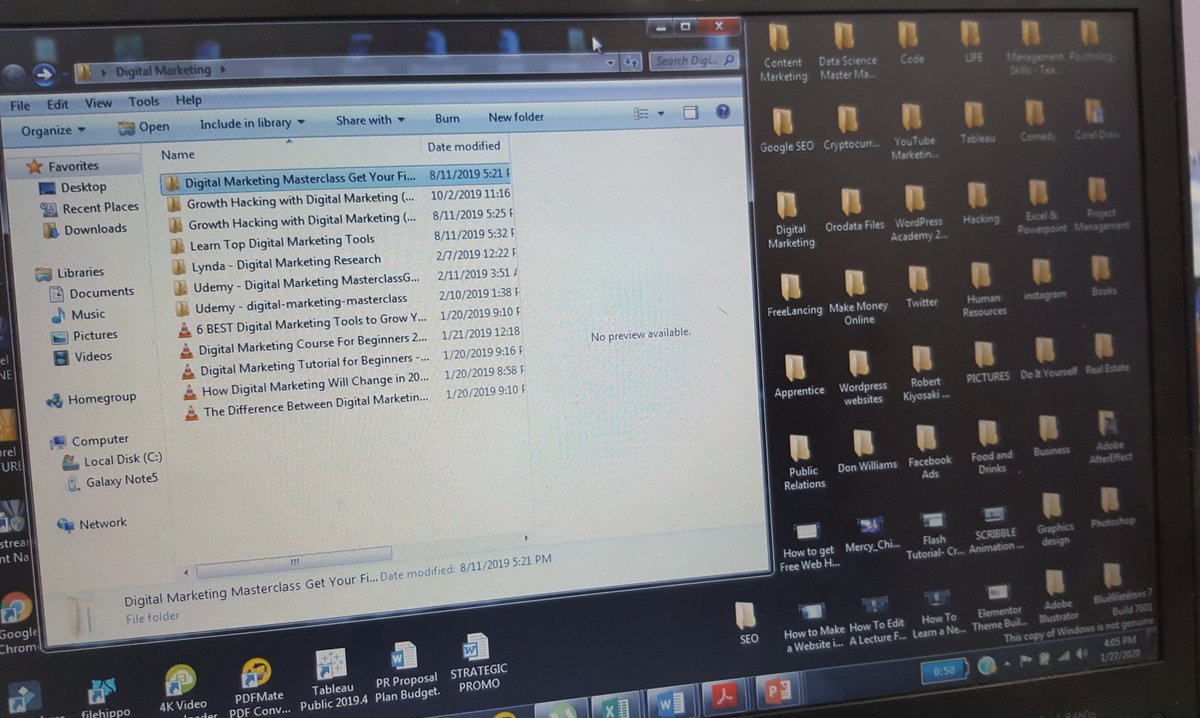 Digital Marketing
Search Digi...
File Edit View Tools Help
Organize Open Include in library Share with Burn New folder
Favorites
Desktop
Recent Places
Downloads
Libraries
Documents
Music
Pictures
Videos
Homegroup
Computer
Local Disk (C:)
Galaxy Note5
Network
Name Date modified
Digital Marketing Masterclass Get Your Fi... 8/11/2019 5:21 P
Growth Hacking with Digital Marketing (... 10/2/2019 11:16
Growth Hacking with Digital Marketing (... 8/11/2019 5:25 P
Learn Top Digital Marketing Tools 8/11/2019 5:32 P
Lynda - Digital Marketing Research 2/7/2019 12:22 P
Udemy - Digital Marketing MasterclassG... 2/11/2019 3:51 A
Udemy - digital-marketing-masterclass 2/10/2019 1:38 P
6 BEST Digital Marketing Tools to Grow Y... 1/20/2019 9:10 P
Digital Marketing Course For Beginners 2... 1/21/2019 12:18
Digital Marketing Tutorial for Beginners -... 1/20/2019 9:16 P
How Digital Marketing Will Change in 20... 1/20/2019 8:58 P
The Difference Between Digital Marketin... 1/20/2019 9:10 P
No preview available.
Digital Marketing Masterclass Get Your Fi... Date modified: 8/11/2019 5:21 PM
File folder
Content
Marketing
Data Science
Master Ma...
Code
LIFE
Management
Skills - Tea...
Psychology
Google SEO
Cryptocurr...
YouTube
Marketin...
Tableau
Comedy
Corel Draw
Digital
Marketing
Orodata Files
WordPress
Academy 2...
Hacking
Excel &
Powerpoint
Project
Management
FreeLancing
Make Money
Online
Twitter
Human
Resources
instagram
Books
Apprentice
Wordpress
websites
Robert
Kiyosaki ...
PICTURES
Do It Yourself
Real Estate
Public
Relations
Don Williams
Facebook
Ads
Food and
Drinks
Business
Adobe
AfterEffect
How to get
Free Web H...
Mercy_Chi...
Flash
Tutorial- Cr...
SCRIBBLE
Animation ...
Graphics
design
Photoshop
SEO
How to Make
a Website i...
How To Edit
A Lecture F...
How To
Learn a Ne...
Elementor
Theme Buil...
Adobe
Illustrator
Windows 7
Build 7601
This copy of Windows is not genuine
Google
Chrom
filehippo
4K Video
PDFMate
PDF Conv...
Tableau
Public 2019.4
PR Proposal
Plan Budget.
STRATEGIC
PROMO
0:50
4:05 PM
1/27/2020